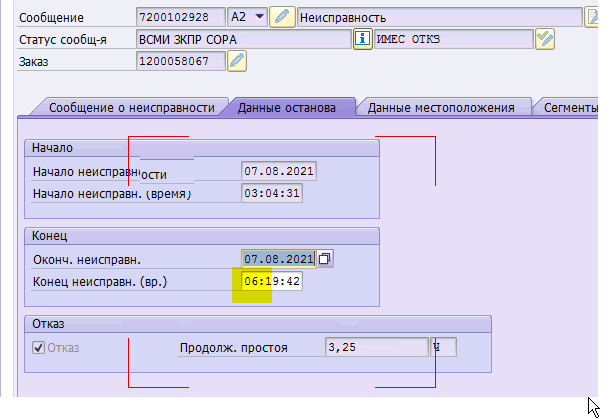 Сообщение 7200102928 A2 Неисправность
Статус сообщ-я ВСМИ ЗКПР СОРА ИМЕС ОТКЗ
Заказ 1200058067
Сообщение о неисправности Данные останова Данные местоположения Сегменты
Начало
Начало неисправн ости 07.08.2021
Начало неисправн. (время) 03:04:31
Конец
Оконч. неисправн. 07.08.2021
Конец неисправн. (вр.) 06:19:42
Отказ
Отказ Продолж. простоя 3,25 Ч